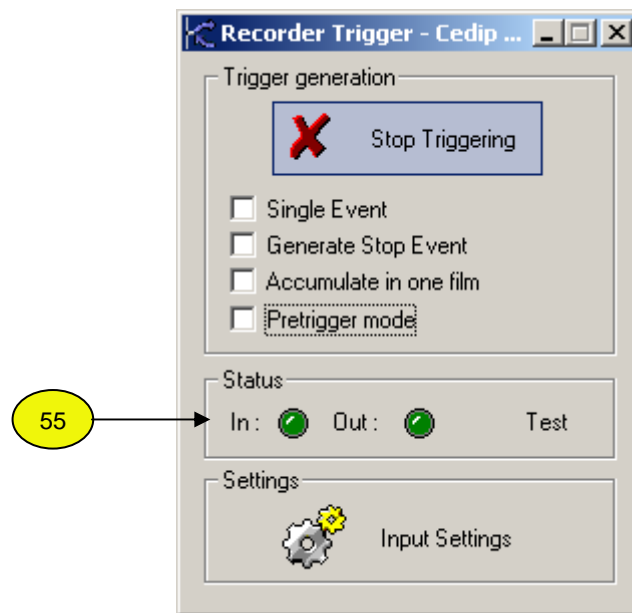 Recorder Trigger - Cedip ...
Trigger generation
Stop Triggering
Single Event
Generate Stop Event
Accumulate in one film
Pretrigger mode
Status
55
In : Out : Test
Settings
Input Settings